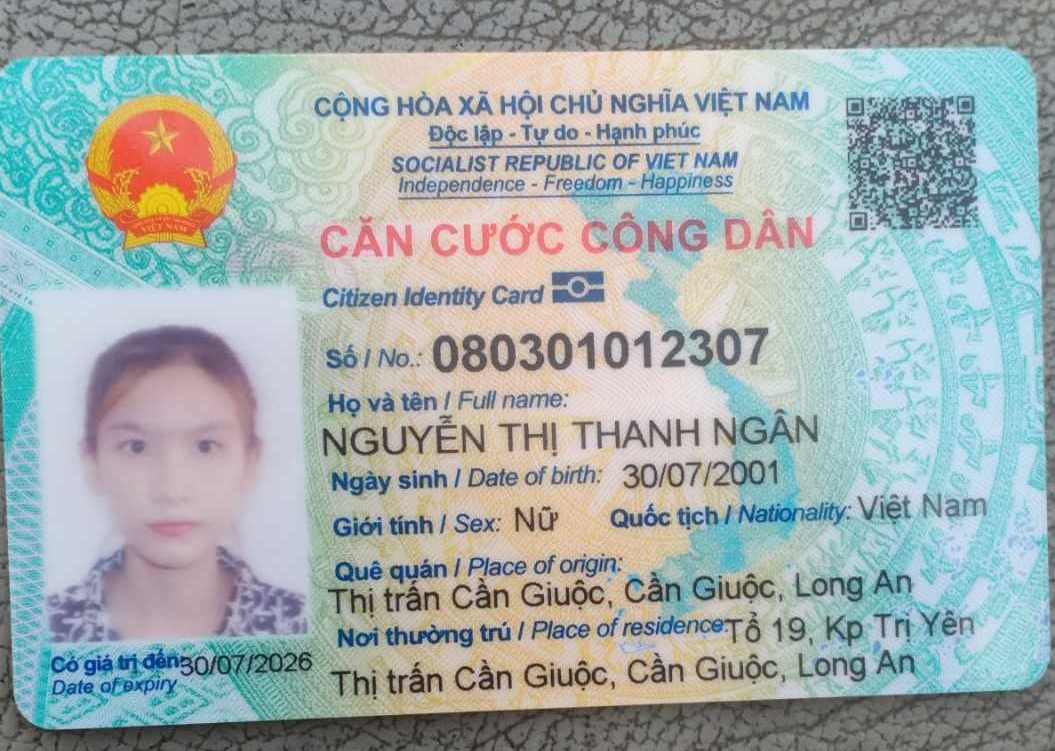 CỘNG HÒA XÃ HỘI CHỦ NGHĨA VIỆT NAM
Độc lập - Tự do - Hạnh phúc
SOCIALIST REPUBLIC OF VIET NAM
Independence - Freedom - Happiness
CĂN CƯỚC CÔNG DÂN
Citizen Identity Card
Số / No.: 080301012307
Họ và tên / Full name:
NGUYỄN THỊ THANH NGÂN
Ngày sinh / Date of birth: 30/07/2001
Giới tính / Sex: Nữ Quốc tịch / Nationality: Việt Nam
Quê quán / Place of origin:
Thị trấn Cần Giuộc, Cần Giuộc, Long An
Nơi thường trú / Place of residence: Tổ 19, Kp Trị Yên
Thị trấn Cần Giuộc, Cần Giuộc, Long An
Có giá trị đến: 30/07/2026
Date of expiry
VIỆT NAM